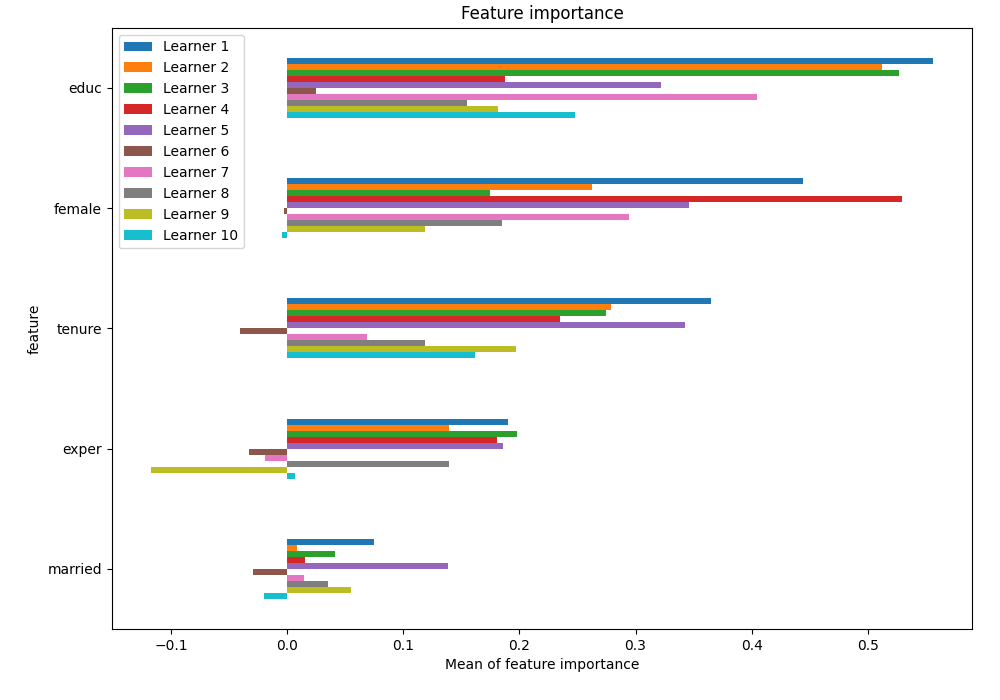 Feature importance
Learner 1
Learner 2
Learner 3
Learner 4
Learner 5
Learner 6
Learner 7
Learner 8
Learner 9
Learner 10
educ
female
tenure
exper
married
feature
−0.1 0.0 0.1 0.2 0.3 0.4 0.5
Mean of feature importance